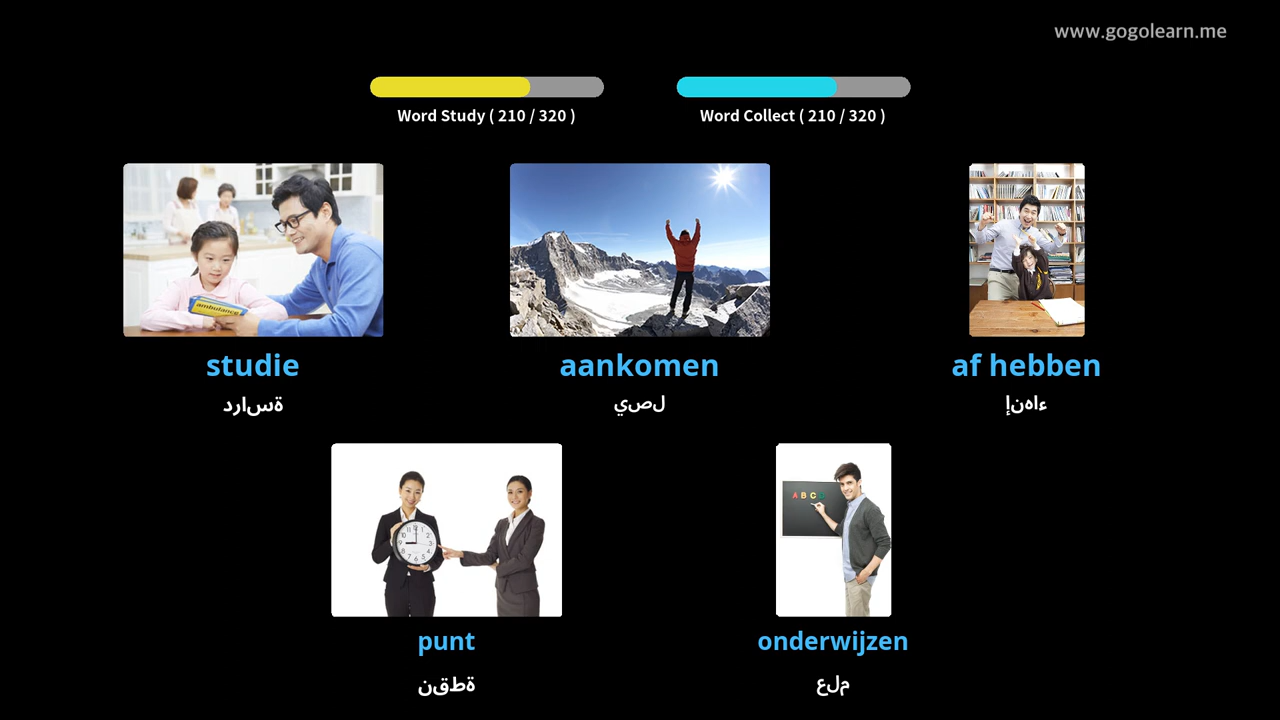 www.gogolearn.me
Word Study ( 210 / 320 )
Word Collect ( 210 / 320 )
studie
aankomen
af hebben
ةسارد
لصي
ءاهنإ
punt
onderwijzen
ةطقن
ملع